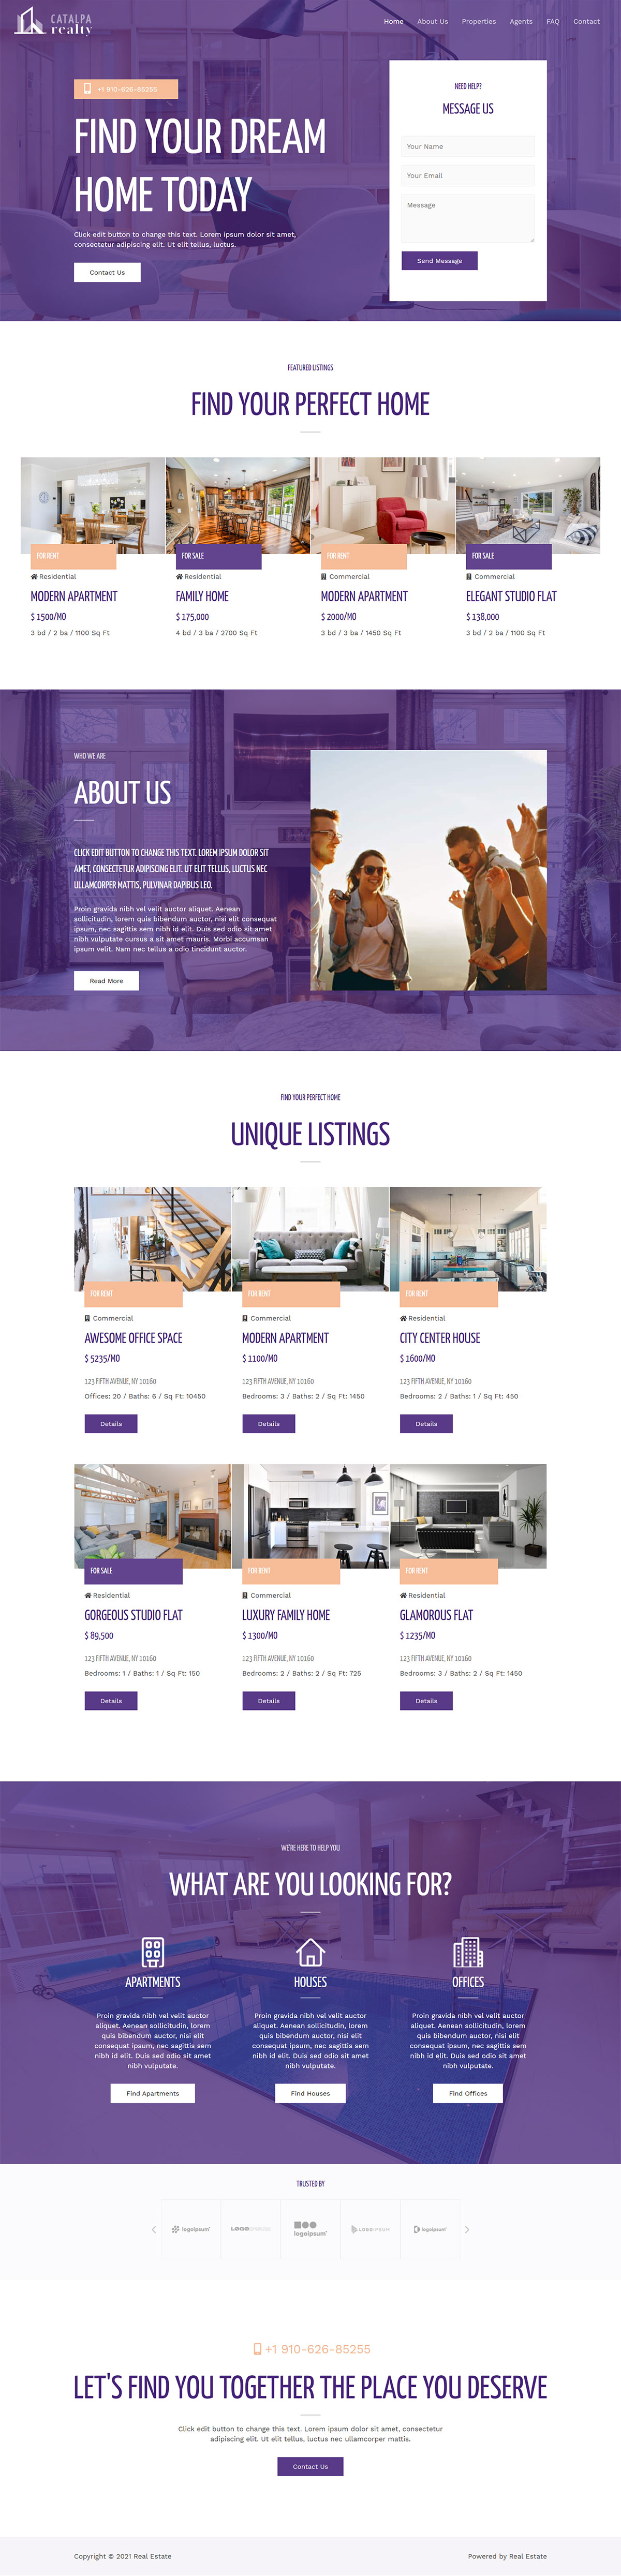 CATALPA
realty
Home
About Us
Properties
Agents
FAQ
Contact
+1 910-626-85255
FIND YOUR DREAM
HOME TODAY
Click edit button to change this text. Lorem ipsum dolor sit amet,
consectetur adipiscing elit. Ut elit tellus, luctus.
Contact Us
NEED HELP?
MESSAGE US
Your Name
Your Email
Message
Send Message
FEATURED LISTINGS
FIND YOUR PERFECT HOME
FOR RENT
Residential
MODERN APARTMENT
$ 1500/MO
3 bd / 2 ba / 1100 Sq Ft
FOR SALE
Residential
FAMILY HOME
$ 175,000
4 bd / 3 ba / 2700 Sq Ft
FOR RENT
Commercial
MODERN APARTMENT
$ 2000/MO
3 bd / 3 ba / 1450 Sq Ft
FOR SALE
Commercial
ELEGANT STUDIO FLAT
$ 138,000
3 bd / 2 ba / 1100 Sq Ft
WHO WE ARE
ABOUT US
CLICK EDIT BUTTON TO CHANGE THIS TEXT. LOREM IPSUM DOLOR SIT
AMET, CONSECTETUR ADIPISCING ELIT. UT ELIT TELLUS, LUCTUS NEC
ULLAMCORPER MATTIS, PULVINAR DAPIBUS LEO.
Proin gravida nibh vel velit auctor aliquet. Aenean
sollicitudin, lorem quis bibendum auctor, nisi elit consequat
ipsum, nec sagittis sem nibh id elit. Duis sed odio sit amet
nibh vulputate cursus a sit amet mauris. Morbi accumsan
ipsum velit. Nam nec tellus a odio tincidunt auctor.
Read More
FIND YOUR PERFECT HOME
UNIQUE LISTINGS
FOR RENT
Commercial
AWESOME OFFICE SPACE
$ 5235/MO
123 FIFTH AVENUE, NY 10160
Offices: 20 / Baths: 6 / Sq Ft: 10450
Details
FOR RENT
Commercial
MODERN APARTMENT
$ 1100/MO
123 FIFTH AVENUE, NY 10160
Bedrooms: 3 / Baths: 2 / Sq Ft: 1450
Details
FOR RENT
Residential
CITY CENTER HOUSE
$ 1600/MO
123 FIFTH AVENUE, NY 10160
Bedrooms: 2 / Baths: 1 / Sq Ft: 450
Details
FOR SALE
Residential
GORGEOUS STUDIO FLAT
$ 89,500
123 FIFTH AVENUE, NY 10160
Bedrooms: 1 / Baths: 1 / Sq Ft: 150
Details
FOR RENT
Commercial
LUXURY FAMILY HOME
$ 1300/MO
123 FIFTH AVENUE, NY 10160
Bedrooms: 2 / Baths: 2 / Sq Ft: 725
Details
FOR RENT
Residential
GLAMOROUS FLAT
$ 1235/MO
123 FIFTH AVENUE, NY 10160
Bedrooms: 3 / Baths: 2 / Sq Ft: 1450
Details
WE'RE HERE TO HELP YOU
WHAT ARE YOU LOOKING FOR?
APARTMENTS
Proin gravida nibh vel velit auctor
aliquet. Aenean sollicitudin, lorem
quis bibendum auctor, nisi elit
consequat ipsum, nec sagittis sem
nibh id elit. Duis sed odio sit amet
nibh vulputate.
Find Apartments
HOUSES
Proin gravida nibh vel velit auctor
aliquet. Aenean sollicitudin, lorem
quis bibendum auctor, nisi elit
consequat ipsum, nec sagittis sem
nibh id elit. Duis sed odio sit amet
nibh vulputate.
Find Houses
OFFICES
Proin gravida nibh vel velit auctor
aliquet. Aenean sollicitudin, lorem
quis bibendum auctor, nisi elit
consequat ipsum, nec sagittis sem
nibh id elit. Duis sed odio sit amet
nibh vulputate.
Find Offices
TRUSTED BY
logoipsum
LOGO
logoipsum
LOGOIPSUM
logoipsum
+1 910-626-85255
LET'S FIND YOU TOGETHER THE PLACE YOU DESERVE
Click edit button to change this text. Lorem ipsum dolor sit amet, consectetur
adipiscing elit. Ut elit tellus, luctus nec ullamcorper mattis.
Contact Us
Copyright © 2021 Real Estate
Powered by Real Estate